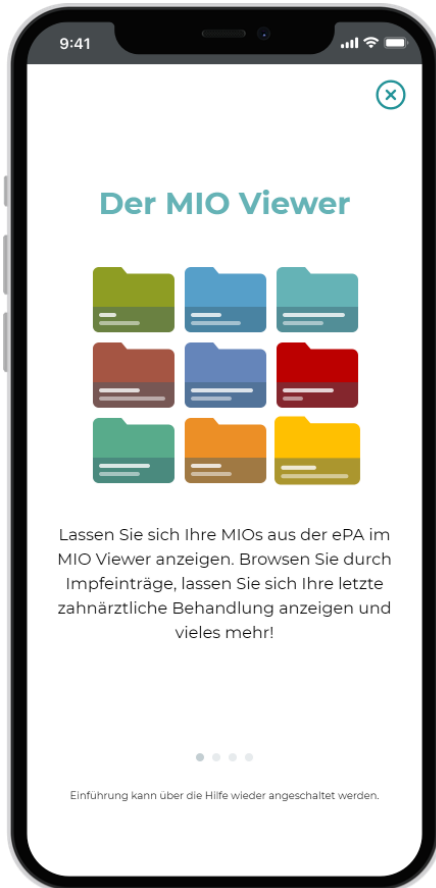 9:41
Der MIO Viewer
Lassen Sie sich Ihre MIOs aus der ePA im
MIO Viewer anzeigen. Browsen Sie durch
Impfeinträge, lassen Sie sich Ihre letzte
zahnärztliche Behandlung anzeigen und
vieles mehr!
Einführung kann über die Hilfe wieder angeschaltet werden.